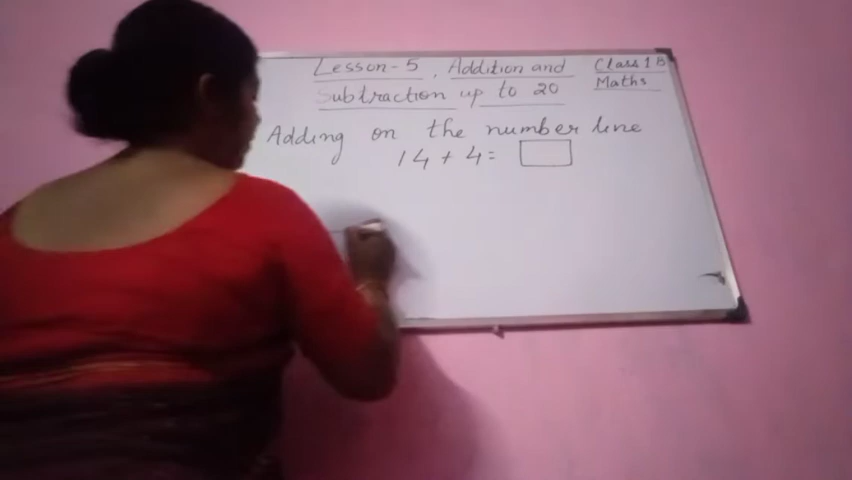 Lesson-5, Addition and
Subtraction up to 20
Class 1 B
Maths
Adding on the number line
14 + 4 =